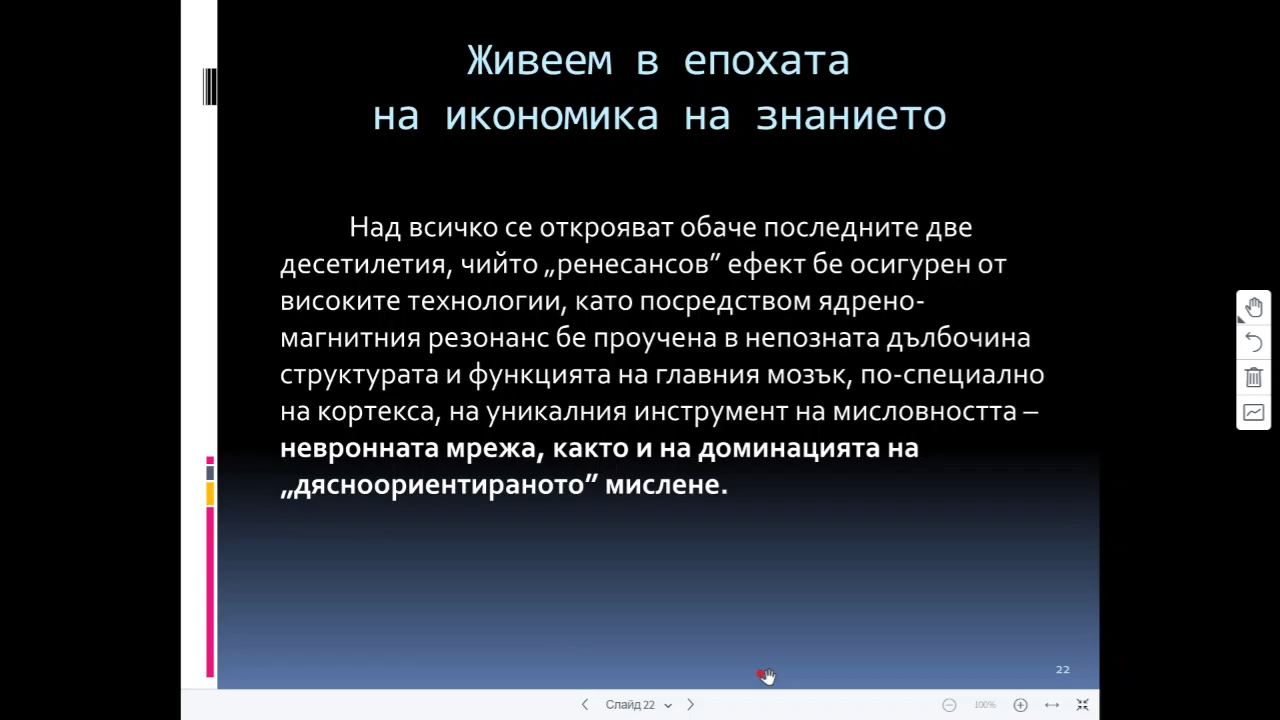 Живеем в епохата
на икономика на знанието
Над всичко се открояват обаче последните две
десетилетия, чийто „ренесансов” ефект бе осигурен от
високите технологии, като посредством ядрено-
магнитния резонанс бе проучена в непозната дълбочина
структурата и функцията на главния мозък, по-специално
на кортекса, на уникалния инструмент на мисловността –
невронната мрежа, както и на доминацията на
„дясноориентираното” мислене.
22
Слайд 22
100%